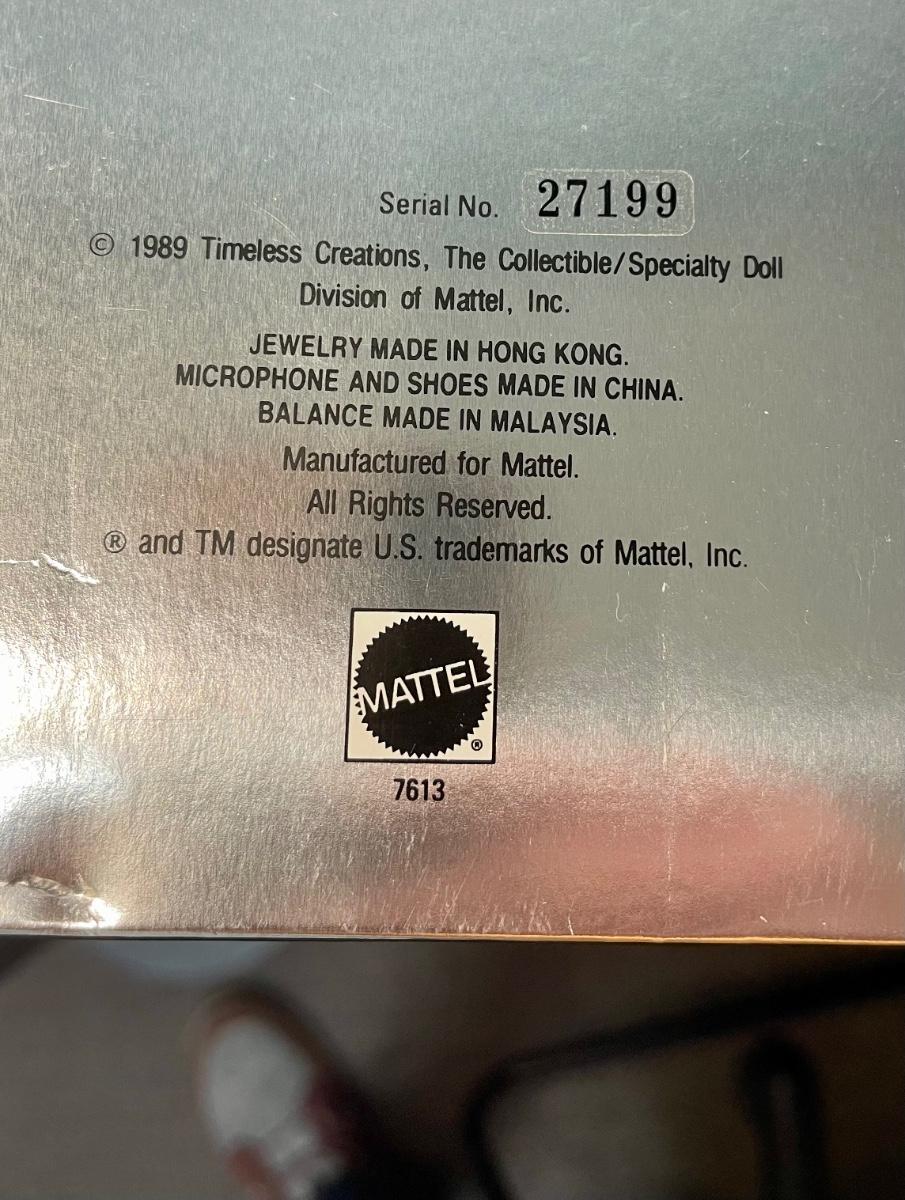 Serial No. 27199
© 1989 Timeless Creations, The Collectible/Specialty Doll
Division of Mattel, Inc.
JEWELRY MADE IN HONG KONG.
MICROPHONE AND SHOES MADE IN CHINA.
BALANCE MADE IN MALAYSIA.
Manufactured for Mattel.
All Rights Reserved.
® and TM designate U.S. trademarks of Mattel, Inc.
MATTEL
®
7613